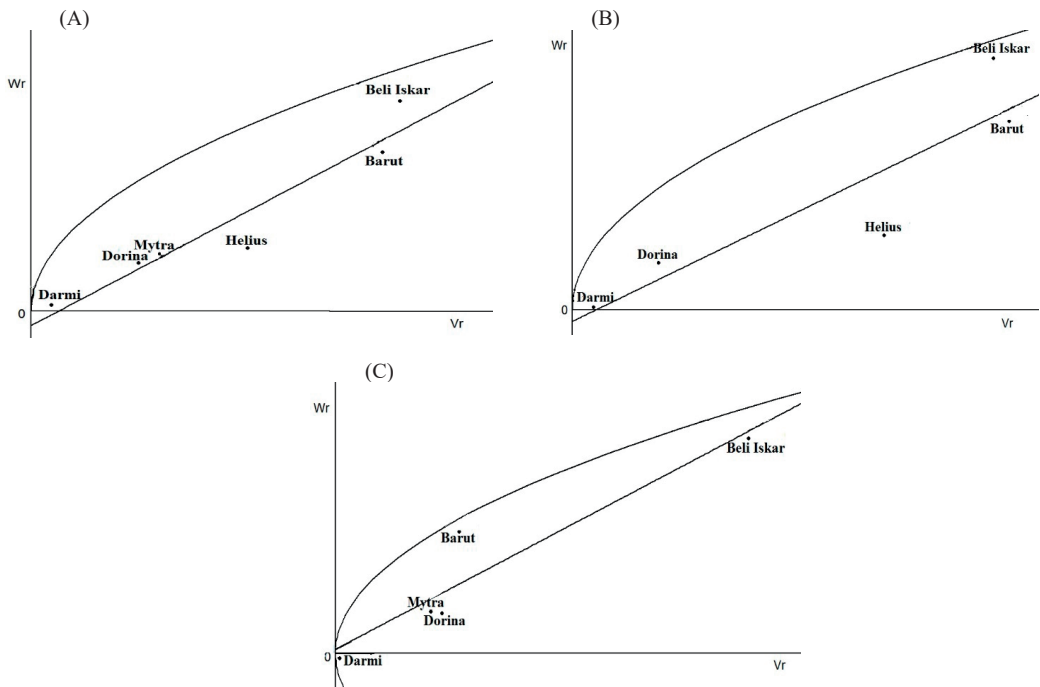 (A)
Wr
Beli Iskar
Barut
Mytra
Helius
Dorina
Darmi
0
Vr
(B)
Wr
Beli Iskar
Barut
Helius
Dorina
Darmi
0
Vr
(C)
Wr
Beli Iskar
Barut
Mytra
Dorina
0
Darmi
Vr